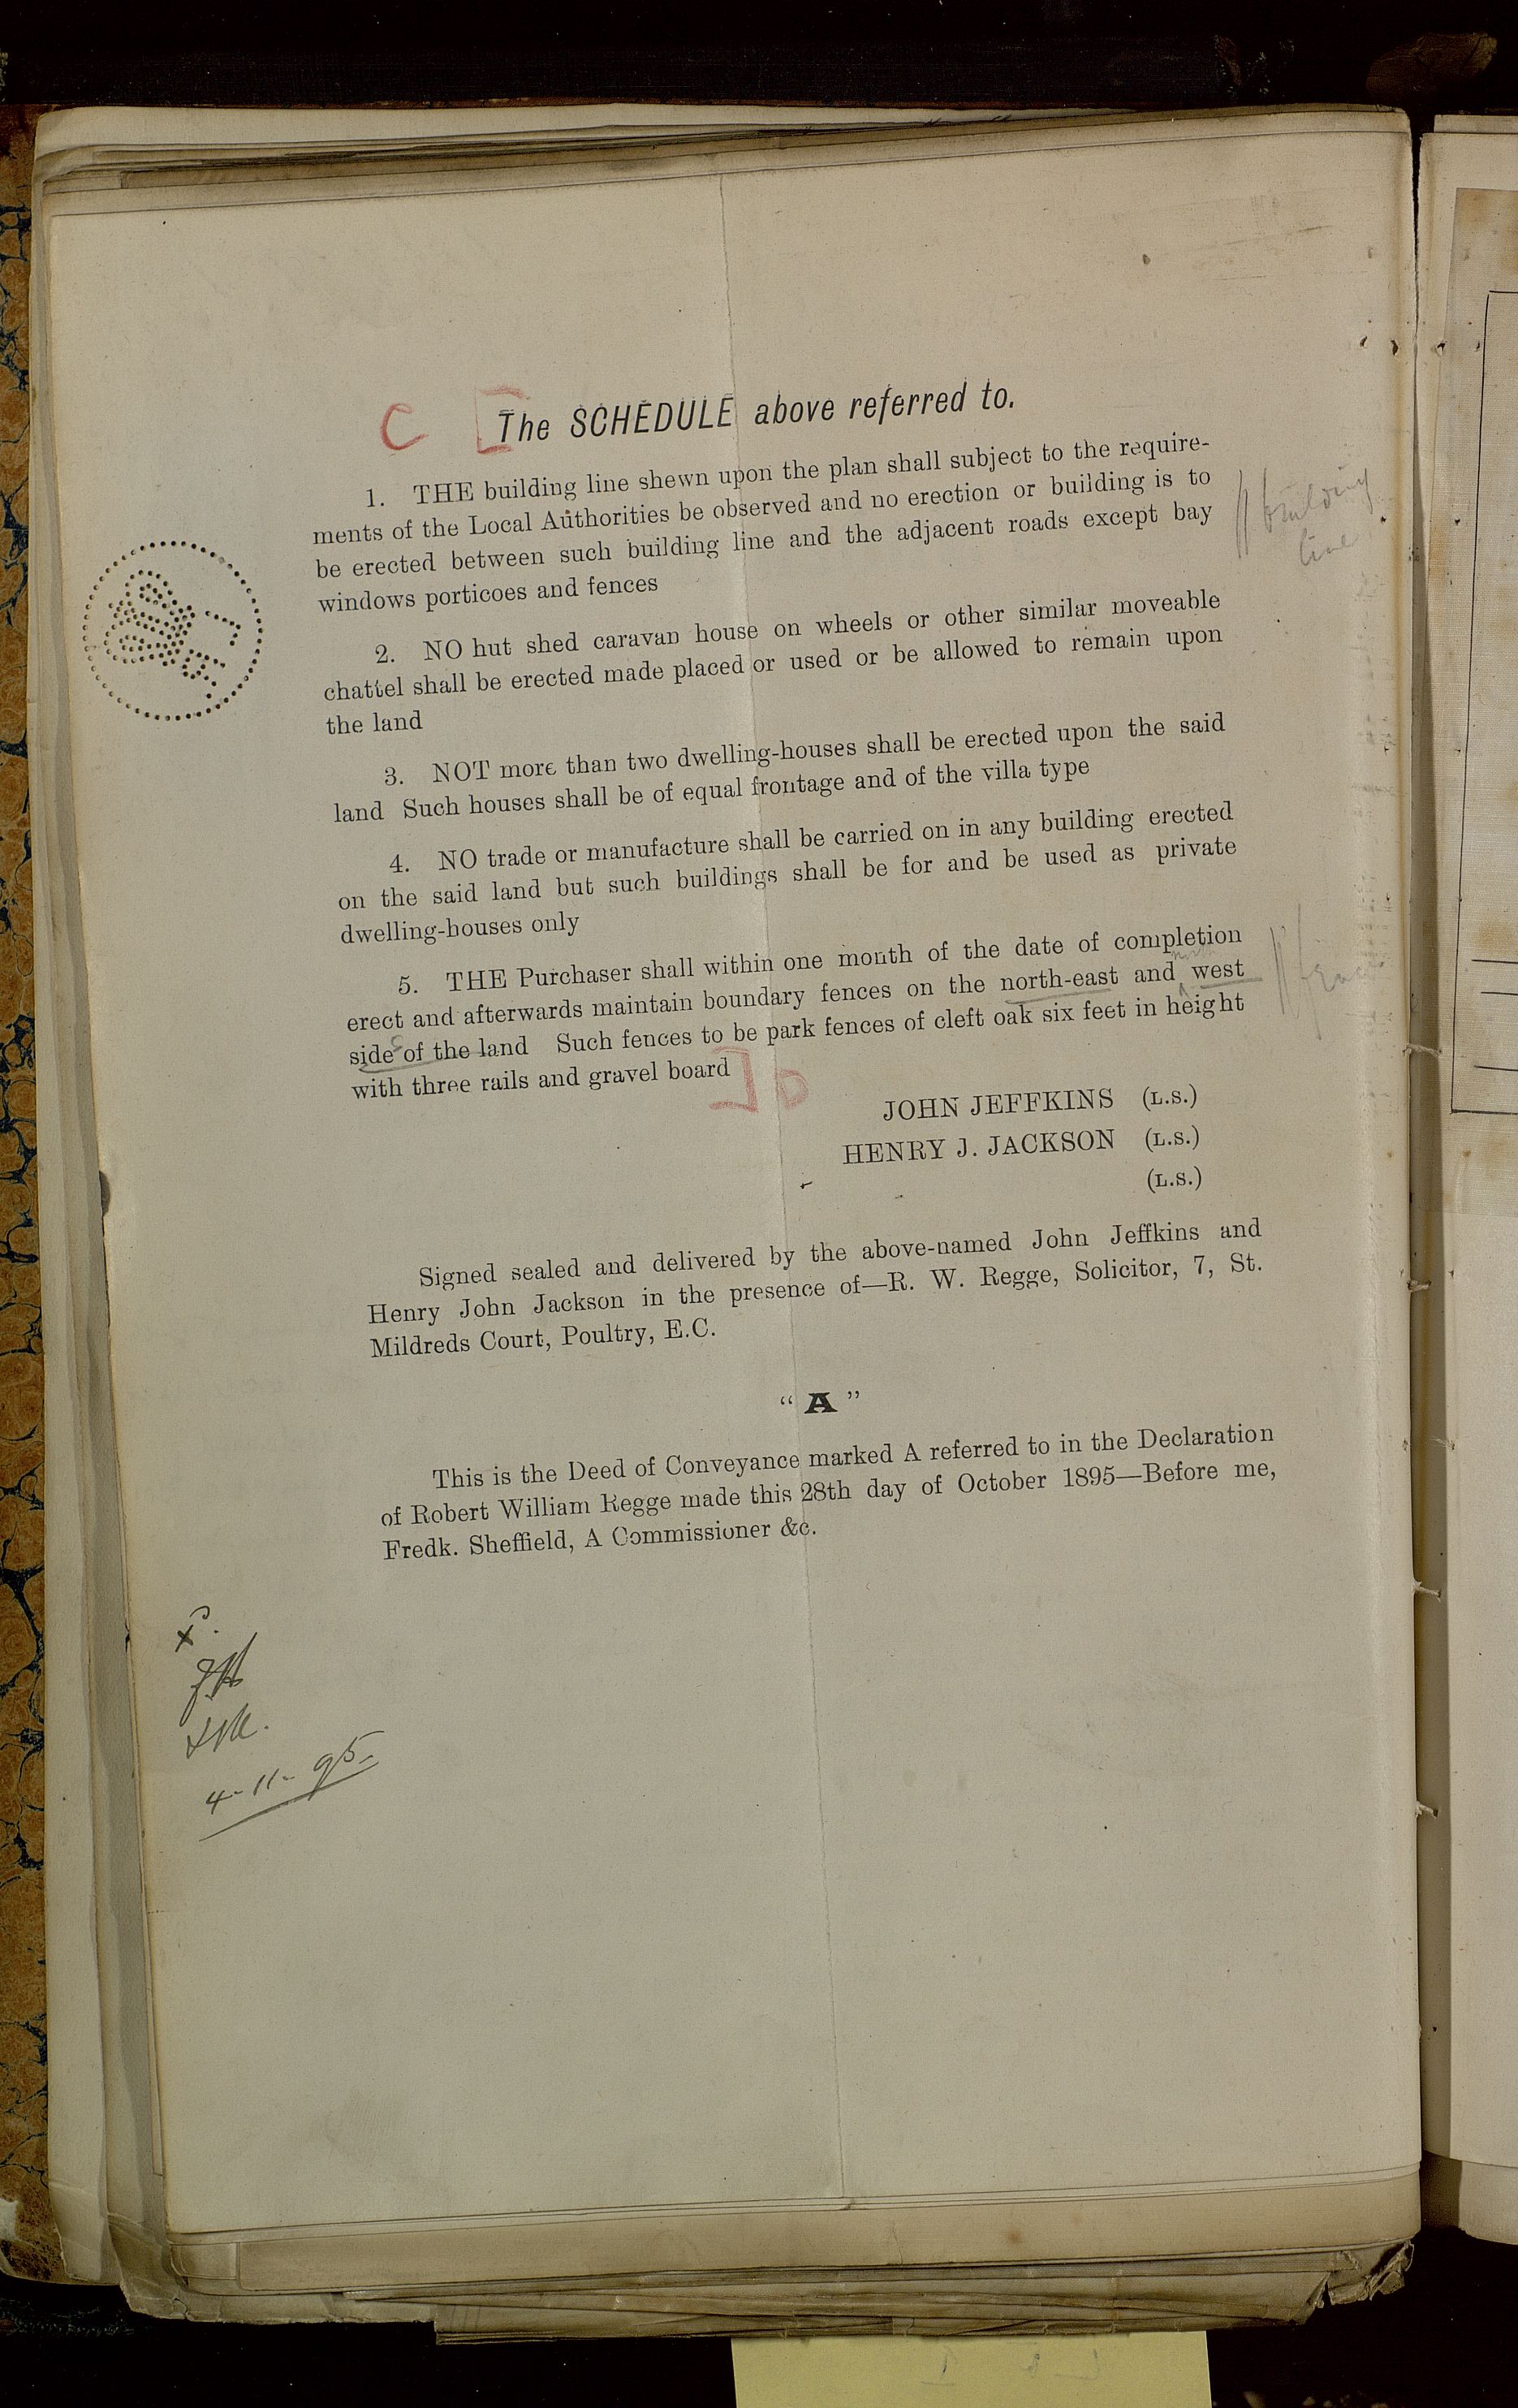 C [ The SCHEDULE above referred to.
1. THE building line shewn upon the plan shall subject to the require-
ments of the Local Authorities be observed and no erection or building is to
be erected between such building line and the adjacent roads except bay
windows porticoes and fences
building
line
2. NO hut shed caravan house on wheels or other similar moveable
chattel shall be erected made placed or used or be allowed to remain upon
the land
3. NOT more than two dwelling-houses shall be erected upon the said
land Such houses shall be of equal frontage and of the villa type
4. NO trade or manufacture shall be carried on in any building erected
on the said land but such buildings shall be for and be used as private
dwelling-houses only
5. THE Purchaser shall within one month of the date of completion
erect and afterwards maintain boundary fences on the north-east and north west
side s of the land Such fences to be park fences of cleft oak six feet in height
with three rails and gravel board ] D
JOHN JEFFKINS (L.S.)
HENRY J. JACKSON (L.S.)
(L.S.)
Signed sealed and delivered by the above-named John Jeffkins and
Henry John Jackson in the presence of—R. W. Regge, Solicitor, 7, St.
Mildreds Court, Poultry, E.C.
"A"
This is the Deed of Conveyance marked A referred to in the Declaration
of Robert William Regge made this 28th day of October 1895—Before me,
Fredk. Sheffield, A Commissioner &c.
4-11-95